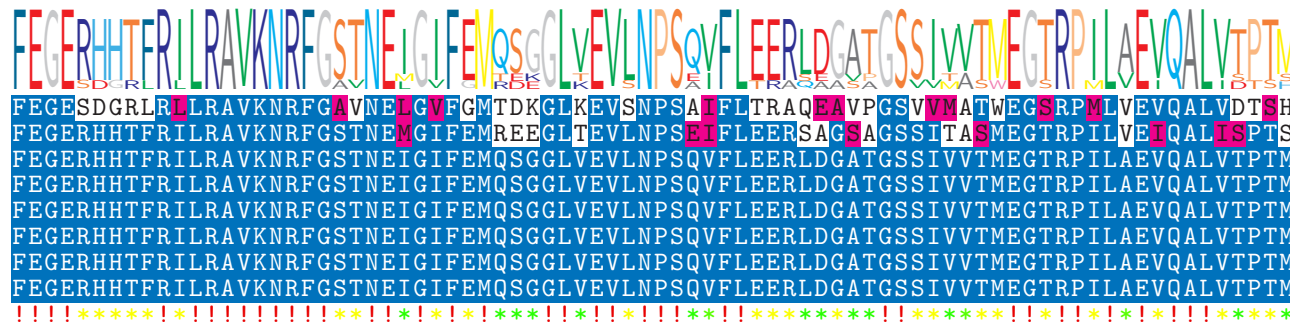 FEGERHHTFRILRAVKNRFGSTNEIGIFEMQSGGLVEVLNPSQVFLEERLDGATGSSIVVTMEGTRPILAEVQALVTPTM
FEGESDGRLRLLRAVKNRFGAVNELGVFGMTDKGLKEVSNPSAIFLTRAQEAVPGSVVMATWEGSRPMLVEVQALVDTSH
FEGERHHTFRILRAVKNRFGSTNEMGIFEMREEGLTEVLNPSEIFLEERSAGSAGSSITASMEGTRPILVEIQALISPTS
FEGERHHTFRILRAVKNRFGSTNEIGIFEMQSGGLVEVLNPSQVFLEERLDGATGSSIVVTMEGTRPILAEVQALVTPTM
FEGERHHTFRILRAVKNRFGSTNEIGIFEMQSGGLVEVLNPSQVFLEERLDGATGSSIVVTMEGTRPILAEVQALVTPTM
FEGERHHTFRILRAVKNRFGSTNEIGIFEMQSGGLVEVLNPSQVFLEERLDGATGSSIVVTMEGTRPILAEVQALVTPTM
FEGERHHTFRILRAVKNRFGSTNEIGIFEMQSGGLVEVLNPSQVFLEERLDGATGSSIVVTMEGTRPILAEVQALVTPTM
FEGERHHTFRILRAVKNRFGSTNEIGIFEMQSGGLVEVLNPSQVFLEERLDGATGSSIVVTMEGTRPILAEVQALVTPTM
FEGERHHTFRILRAVKNRFGSTNEIGIFEMQSGGLVEVLNPSQVFLEERLDGATGSSIVVTMEGTRPILAEVQALVTPTM
!!!!*****!*!!!!!!!!!**!!*!*!*!***!!*!!*!!!**!!********!!******!!*!!*!*!*!!!*****